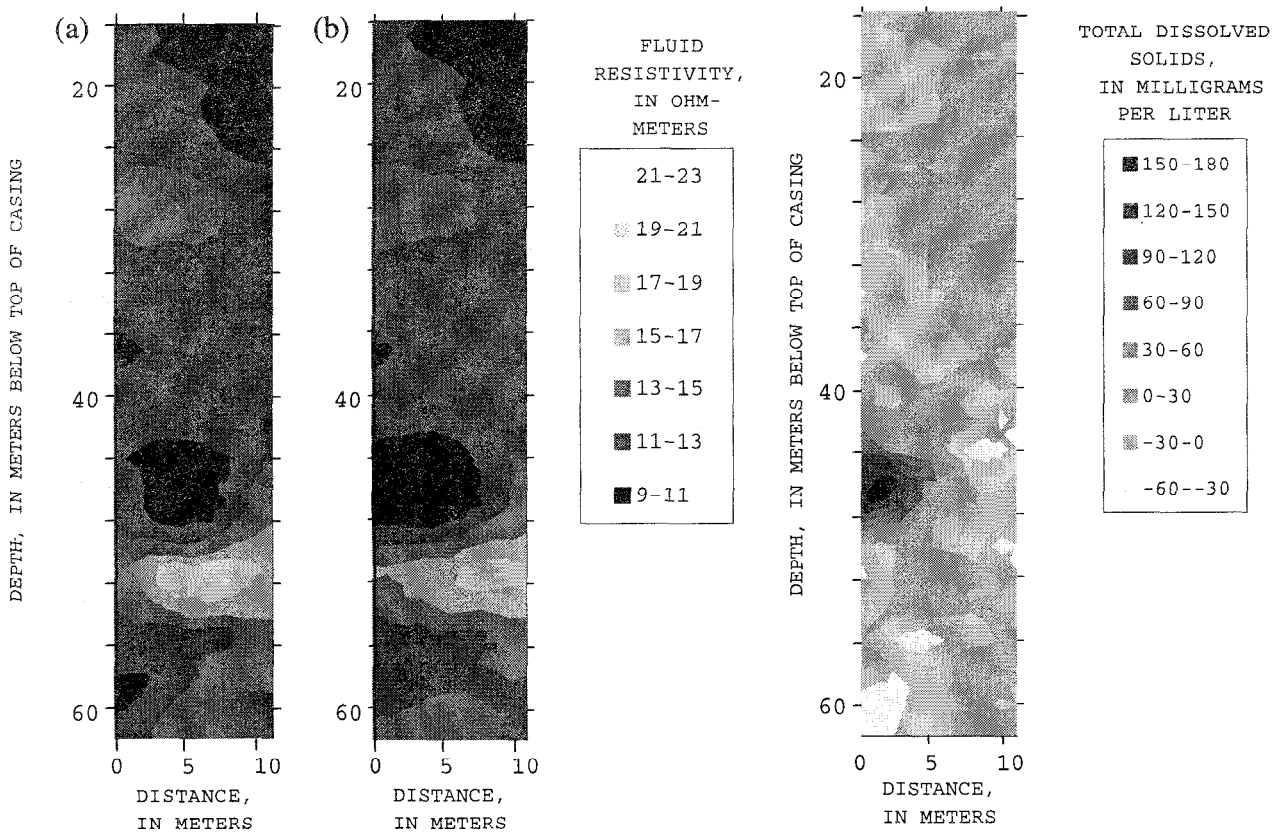 (a)
20
40
60
DEPTH, IN METERS BELOW TOP OF CASING
0 5 10
DISTANCE,
IN METERS
(b)
20
40
60
0 5 10
DISTANCE,
IN METERS
FLUID
RESISTIVITY,
IN OHM-
METERS
21-23
19-21
17-19
15-17
13-15
11-13
9-11
20
40
60
DEPTH, IN METERS BELOW TOP OF CASING
0 5 10
DISTANCE,
IN METERS
TOTAL DISSOLVED
SOLIDS,
IN MILLIGRAMS
PER LITER
150-180
120-150
90-120
60-90
30-60
0-30
-30-0
-60--30